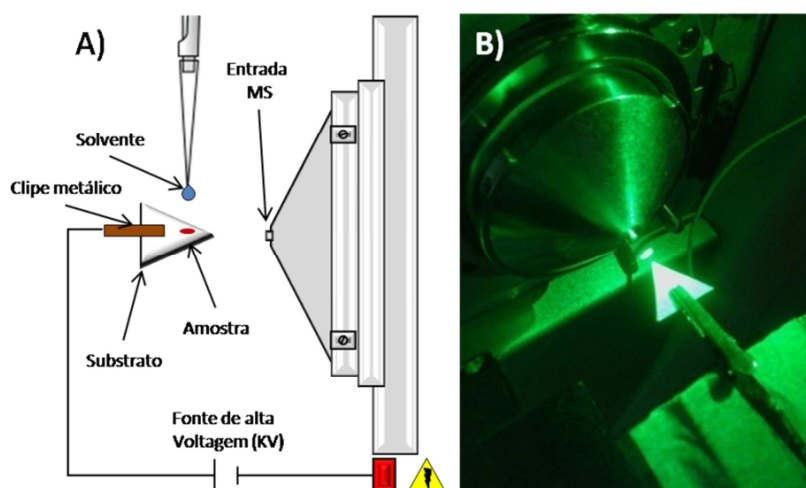 A)
B)
Entrada
MS
Solvente
Clipe metálico
Amostra
Substrato
Fonte de alta
Voltagem (KV)